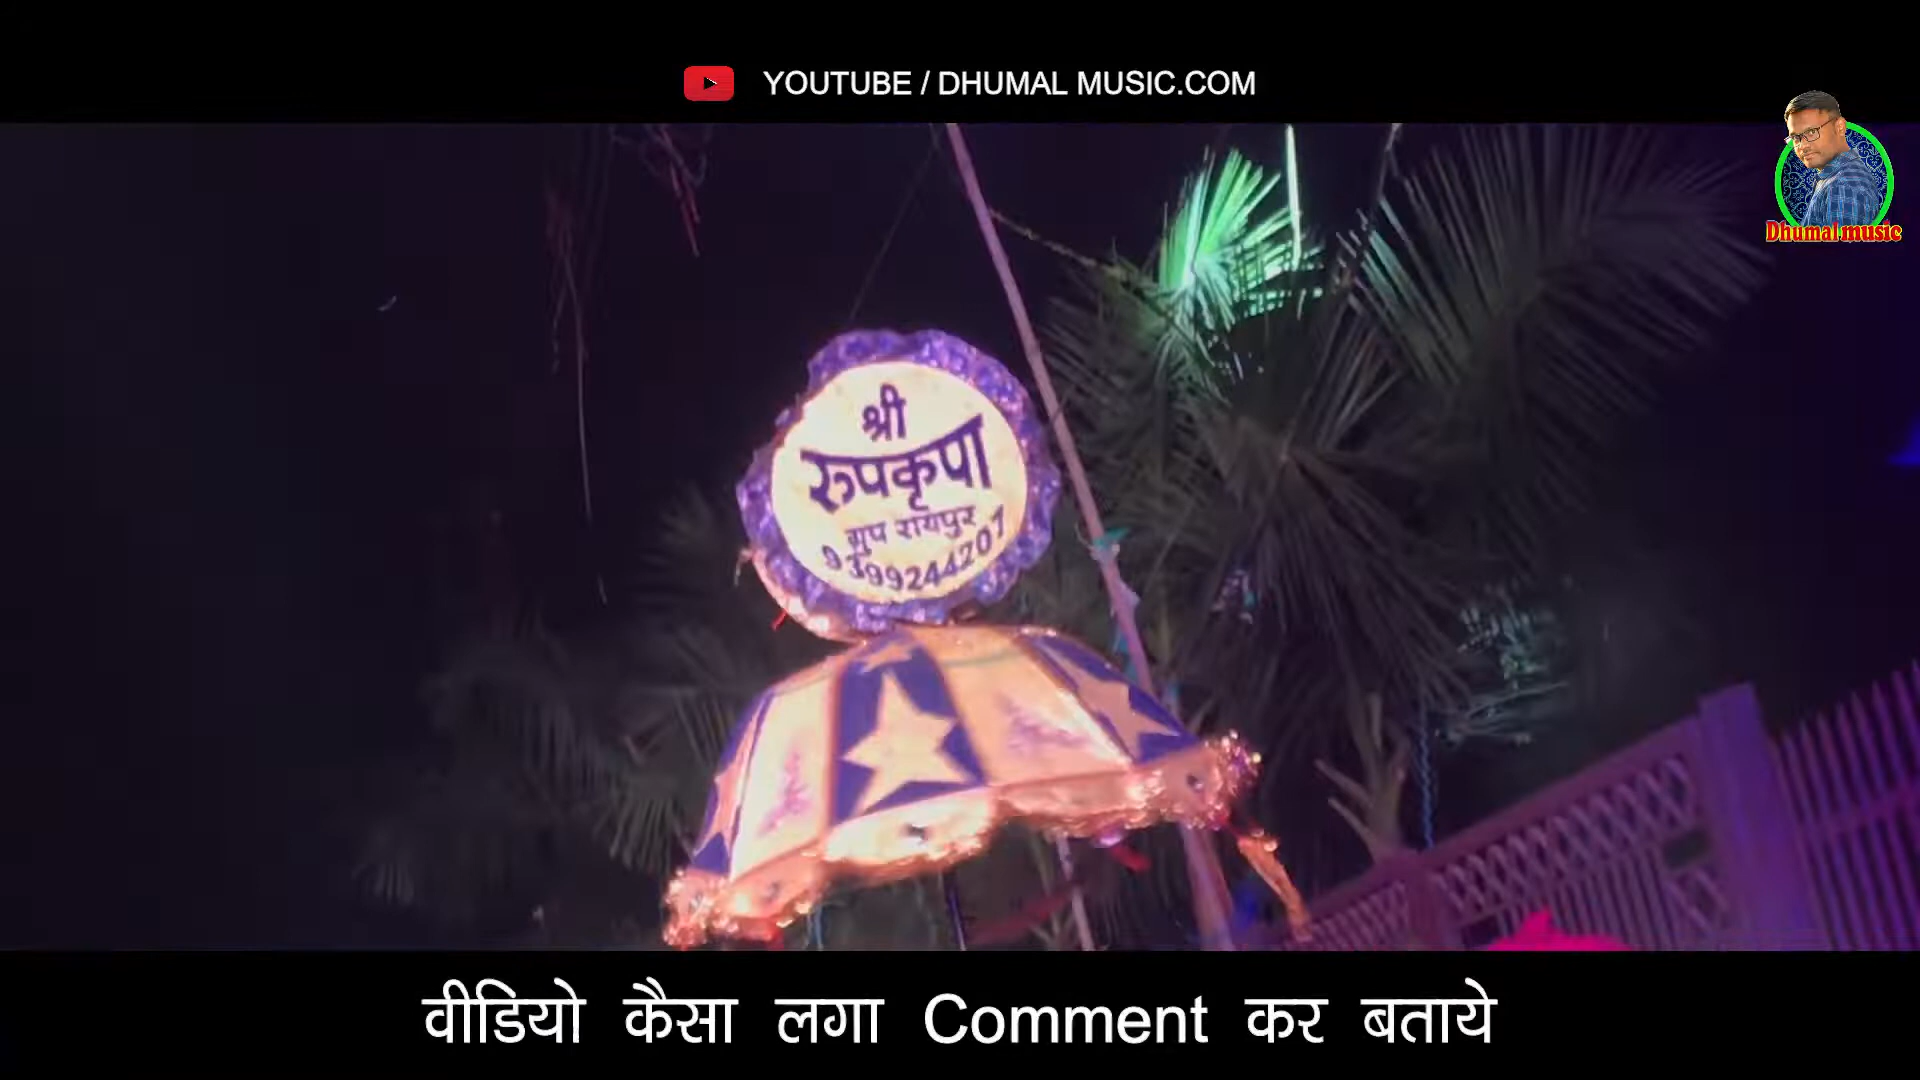 YOUTUBE / DHUMAL MUSIC.COM
Dhumal music
श्री
रुपकृपा
ग्रुप रायपुर
9399244207
वीडियो कैसा लगा Comment कर बताये